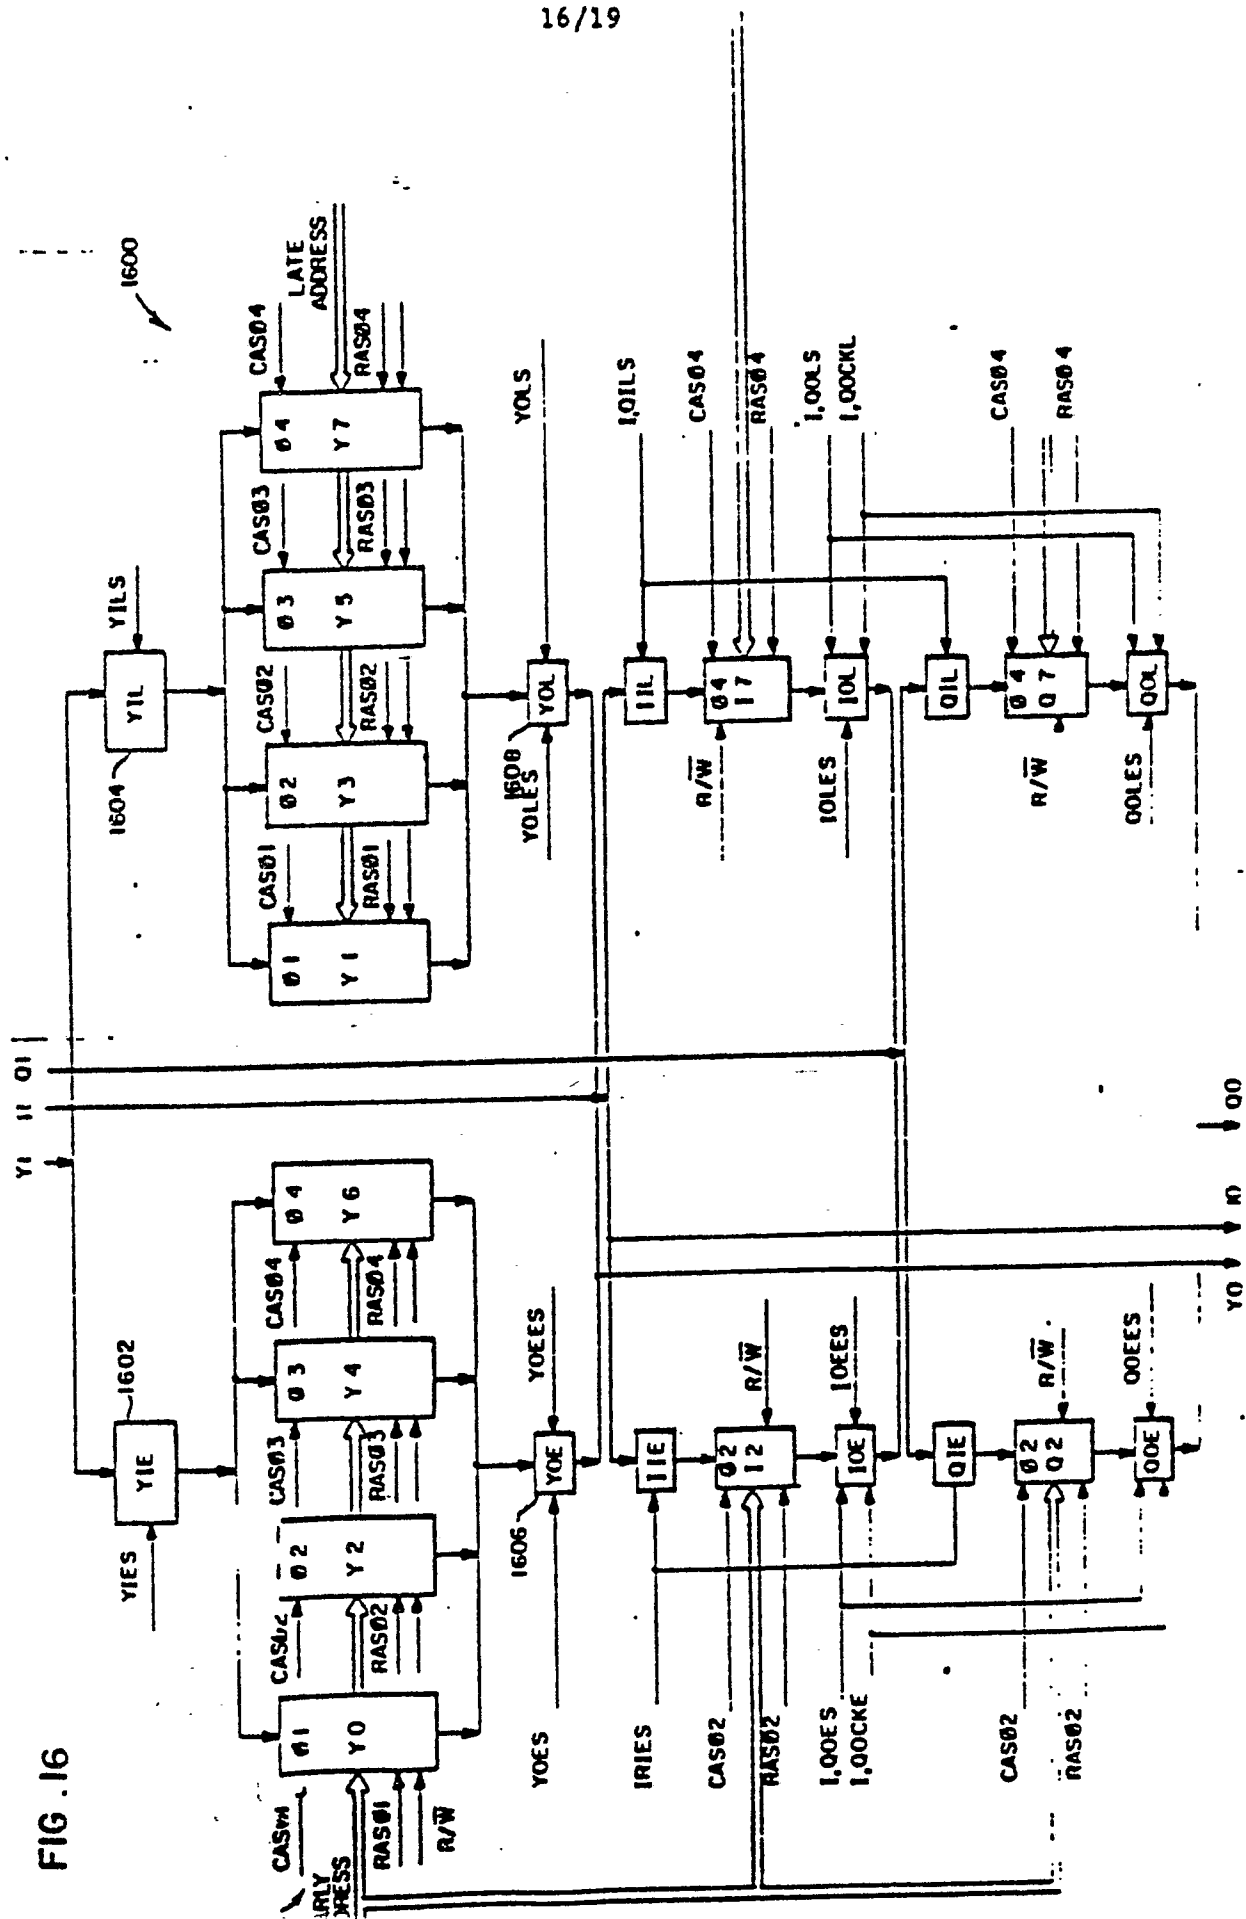 16/19
FIG.16
1600
YI
II
QI
YIES
YIE
1602
YIL
YILS
1604
Ø1
Y0
CASØ2
Ø2
Y2
CASØ3
Ø3
Y4
CASØ4
Ø4
Y6
RASØ1
R/W̅
RASØ2
RASØ3
RASØ4
Ø1
Y1
CASØ1
RASØ1
Ø2
Y3
CASØ2
RASØ2
Ø3
Y5
CASØ3
RASØ3
Ø4
Y7
CASØ4
RASØ4
LATE
ADDRESS
YOES
1606
YOE
YOEES
1608
YOLES
YOL
YOLS
IRIES
IIE
IIL
I,QILS
CASØ2
RASØ2
Ø2
I2
R/W̅
R/W̅
Ø4
I7
CASØ4
RASØ4
I,QOES
I,QOCKE
IOE
IOEES
IOLES
IOL
I,QOLS
I,QOCKL
QIE
QIL
CASØ2
RASØ2
Ø2
Q2
R/W̅
R/W̅
Ø4
Q7
CASØ4
RASØ4
QOE
QOEES
QOLES
QOL
YO
IO
QO